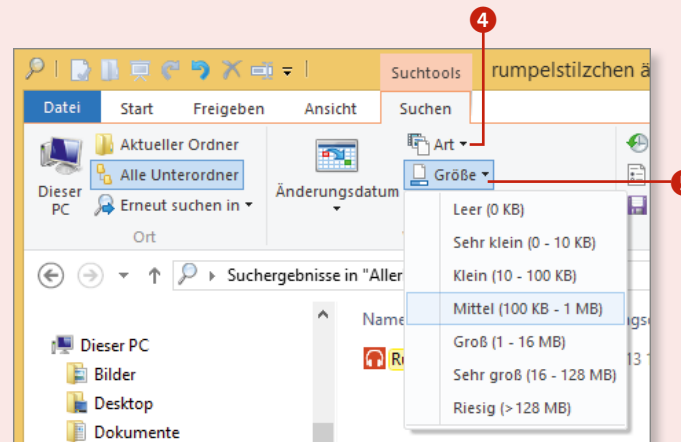 4
Suchtools rumpelstilzchen ä
Datei Start Freigeben Ansicht Suchen
Dieser PC
Aktueller Ordner
Alle Unterordner
Erneut suchen in
Ort
Änderungsdatum
Art
Größe
Leer (0 KB)
Sehr klein (0 - 10 KB)
Klein (10 - 100 KB)
Mittel (100 KB - 1 MB)
Groß (1 - 16 MB)
Sehr groß (16 - 128 MB)
Riesig (> 128 MB)
Suchergebnisse in "Aller
Name
Dieser PC
Bilder
Desktop
Dokumente